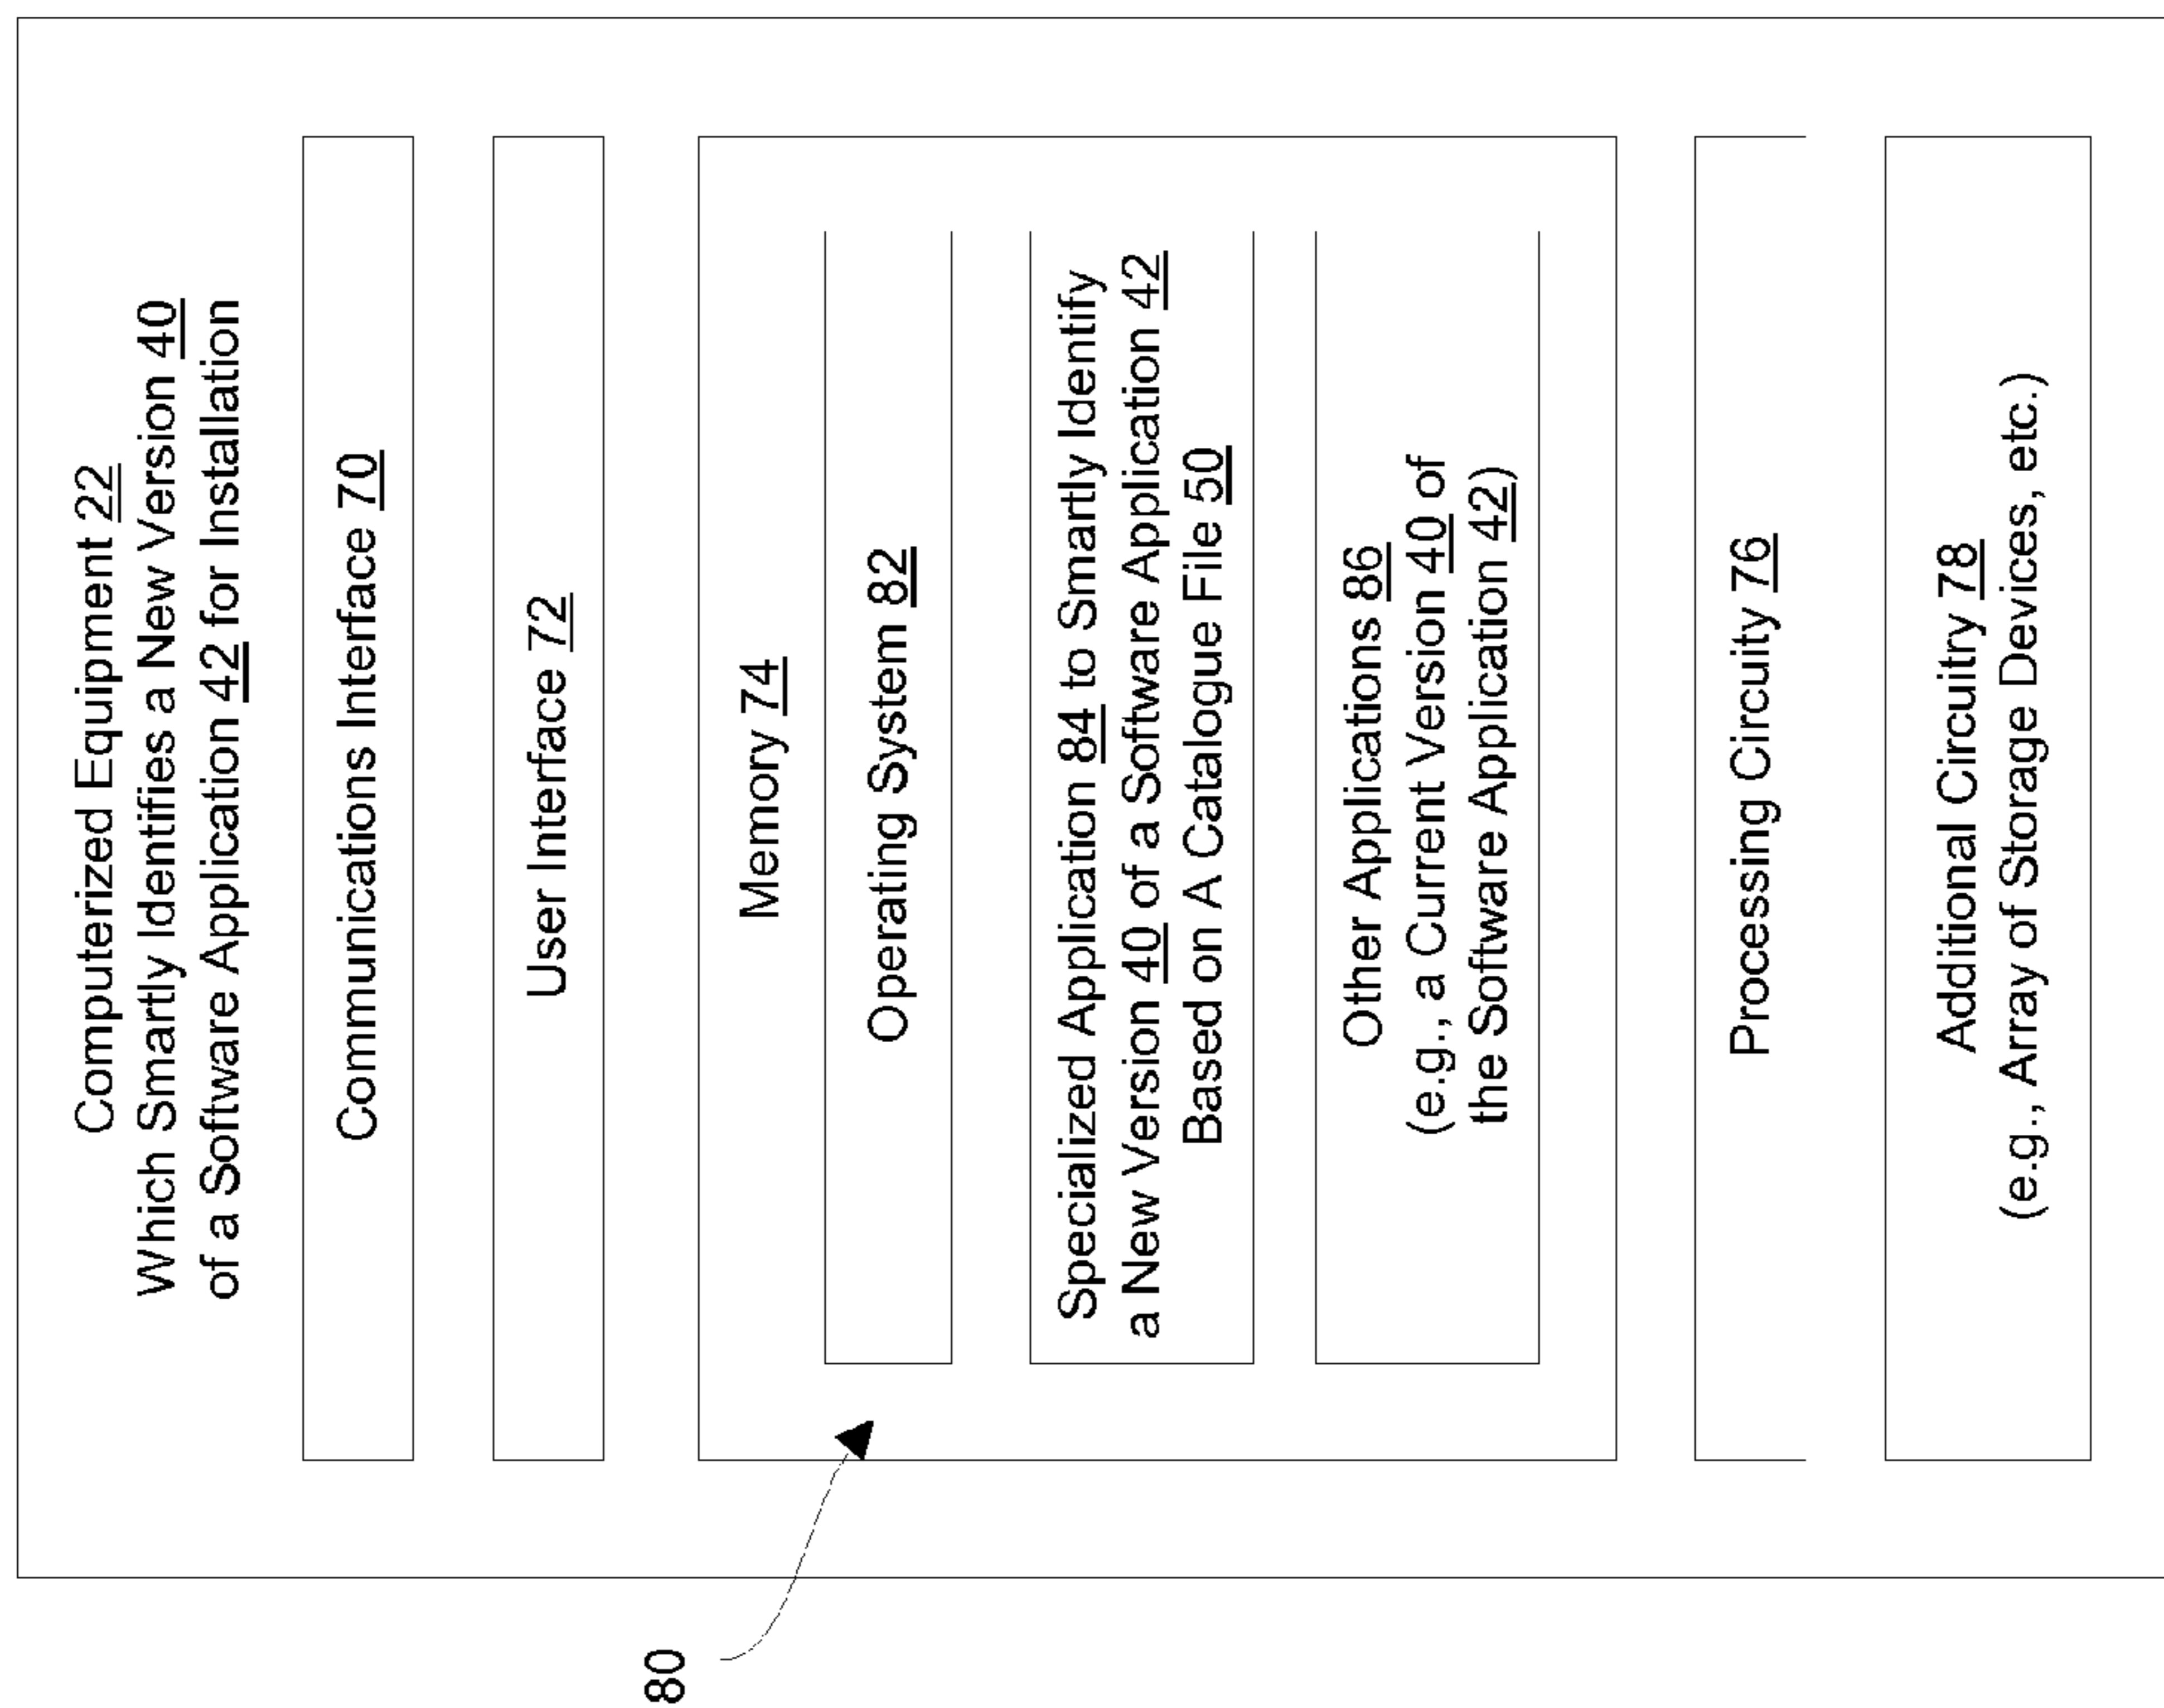 Computerized Equipment 22
Which Smartly Identifies a New Version 40
of a Software Application 42 for Installation
Communications Interface 70
User Interface 72
Memory 74
80
Operating System 82
Specialized Application 84 to Smartly Identify
a New Version 40 of a Software Application 42
Based on A Catalogue File 50
Other Applications 86
(e.g., a Current Version 40 of
the Software Application 42)
Processing Circuity 76
Additional Circuitry 78
(e.g., Array of Storage Devices, etc.)